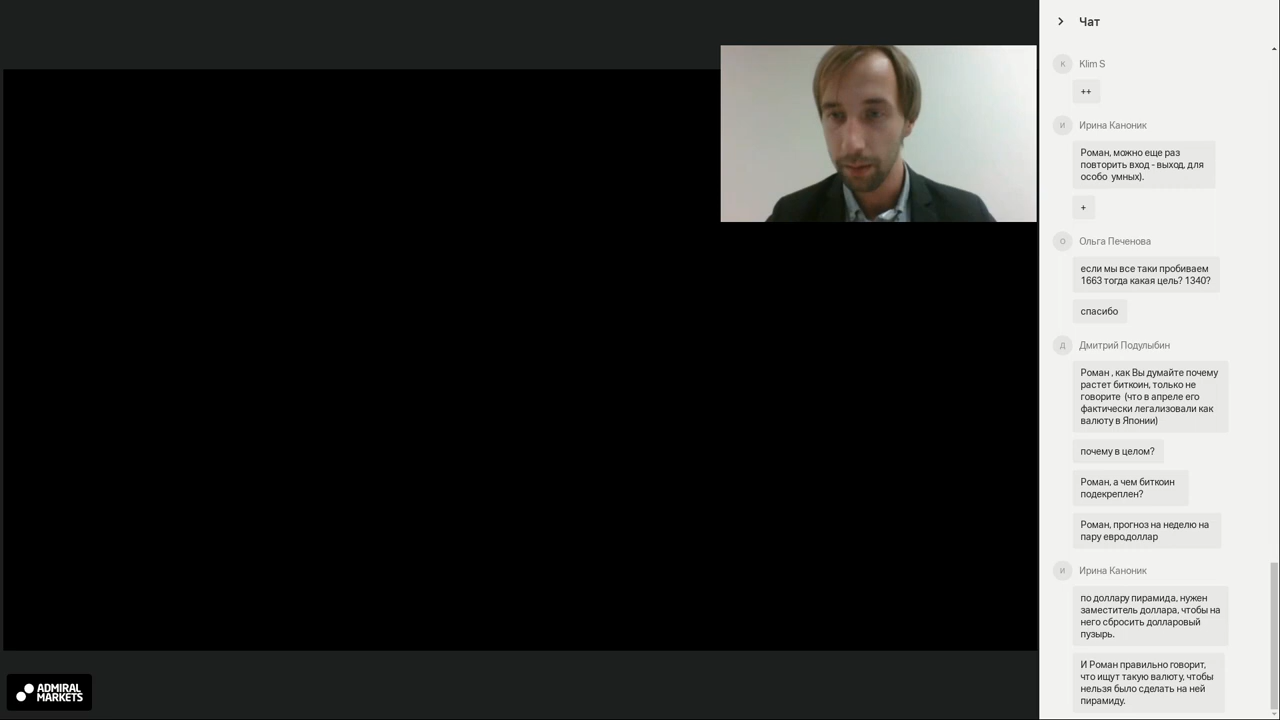 Чат
К
Klim S
++
И
Ирина Каноник
Роман, можно еще раз
повторить вход - выход, для
особо умных).
+
О
Ольга Печенова
если мы все таки пробиваем
1663 тогда какая цель? 1340?
спасибо
Д
Дмитрий Подулыбин
Роман , как Вы думайте почему
растет биткоин, только не
говорите (что в апреле его
фактически легализовали как
валюту в Японии)
почему в целом?
Роман, а чем биткоин
подекреплен?
Роман, прогноз на неделю на
пару евро,доллар
И
Ирина Каноник
по доллару пирамида, нужен
заместитель доллара, чтобы на
него сбросить долларовый
пузырь.
И Роман правильно говорит,
что ищут такую валюту, чтобы
нельзя было сделать на ней
пирамиду.
ADMIRAL
MARKETS